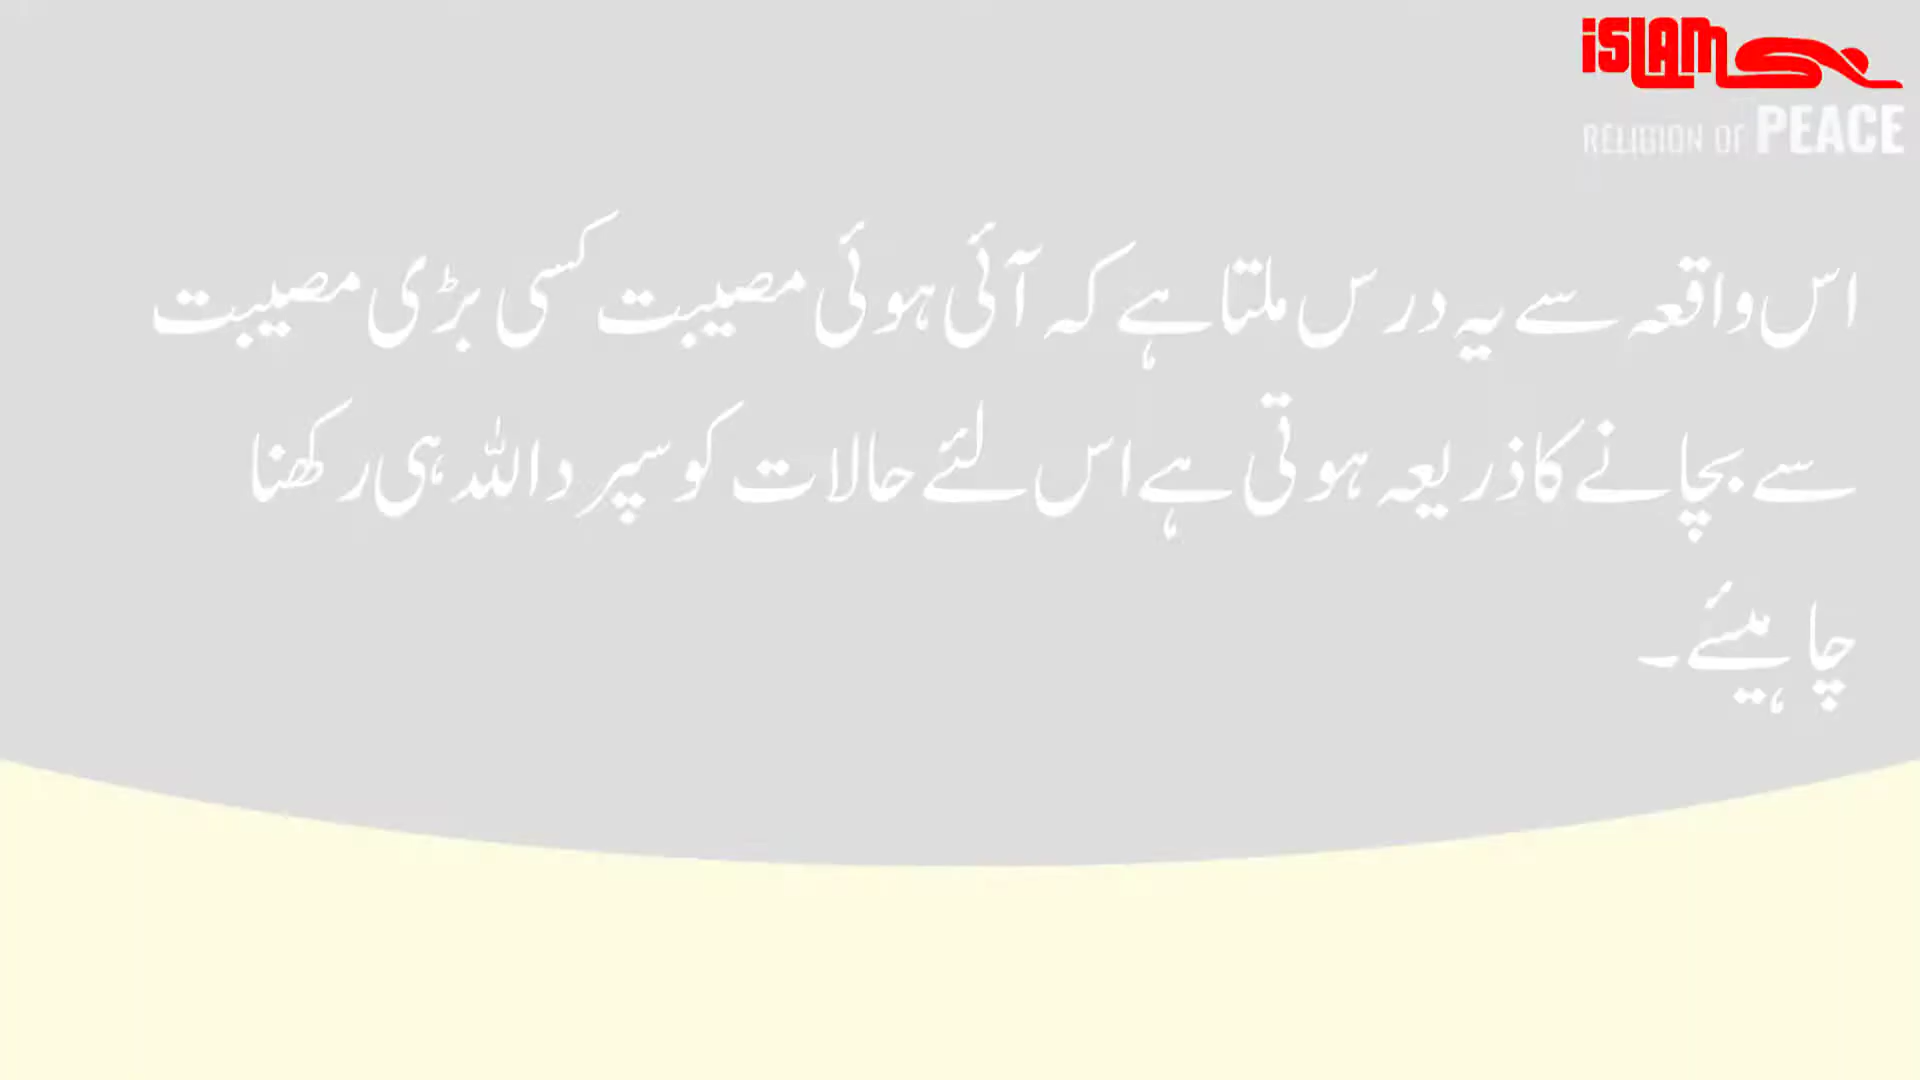 iSLAM
RELIGION OF PEACE
اس واقعہ سے یہ درس ملتا ہے کہ آئی ہوئی مصیبت کسی بڑی مصیبت
سے بچانے کا ذریعہ ہوتی ہے اس لئے حالات کو سپرد اللہ ہی رکھنا
چاہیئے۔